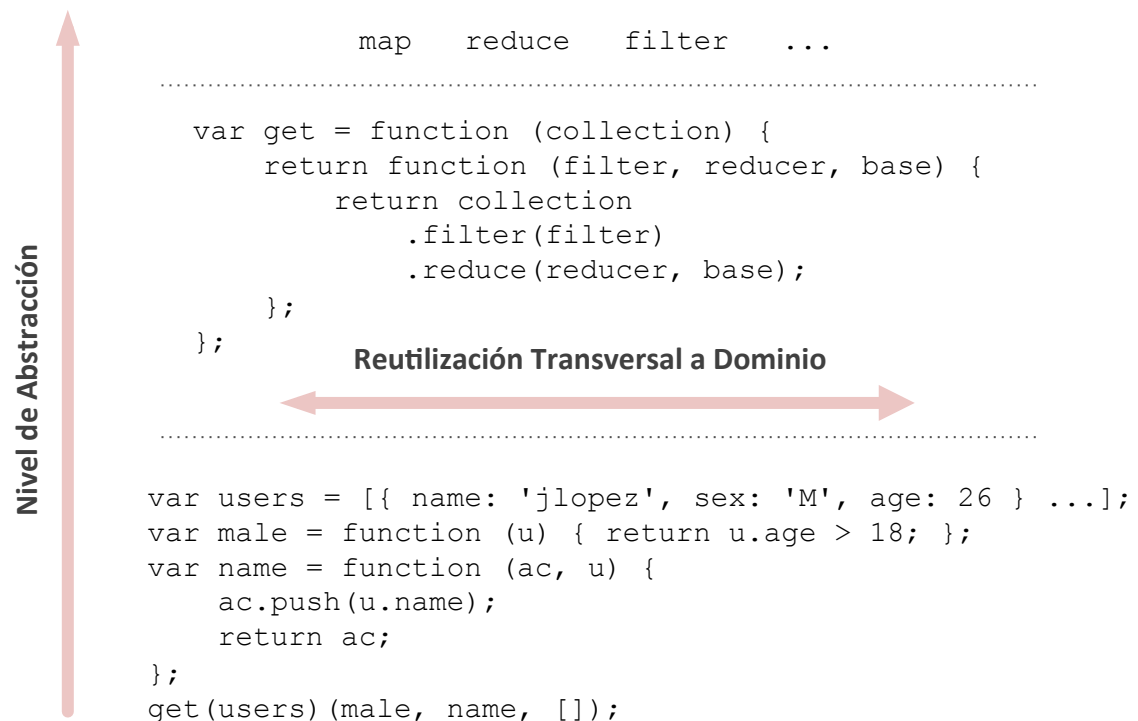 map reduce filter ...
var get = function (collection) {
    return function (filter, reducer, base) {
        return collection
            .filter(filter)
            .reduce(reducer, base);
    };
};
Reutilización Transversal a Dominio
Nivel de Abstracción
var users = [{ name: 'jlopez', sex: 'M', age: 26 } ...];
var male = function (u) { return u.age > 18; };
var name = function (ac, u) {
    ac.push(u.name);
    return ac;
};
get(users)(male, name, []);